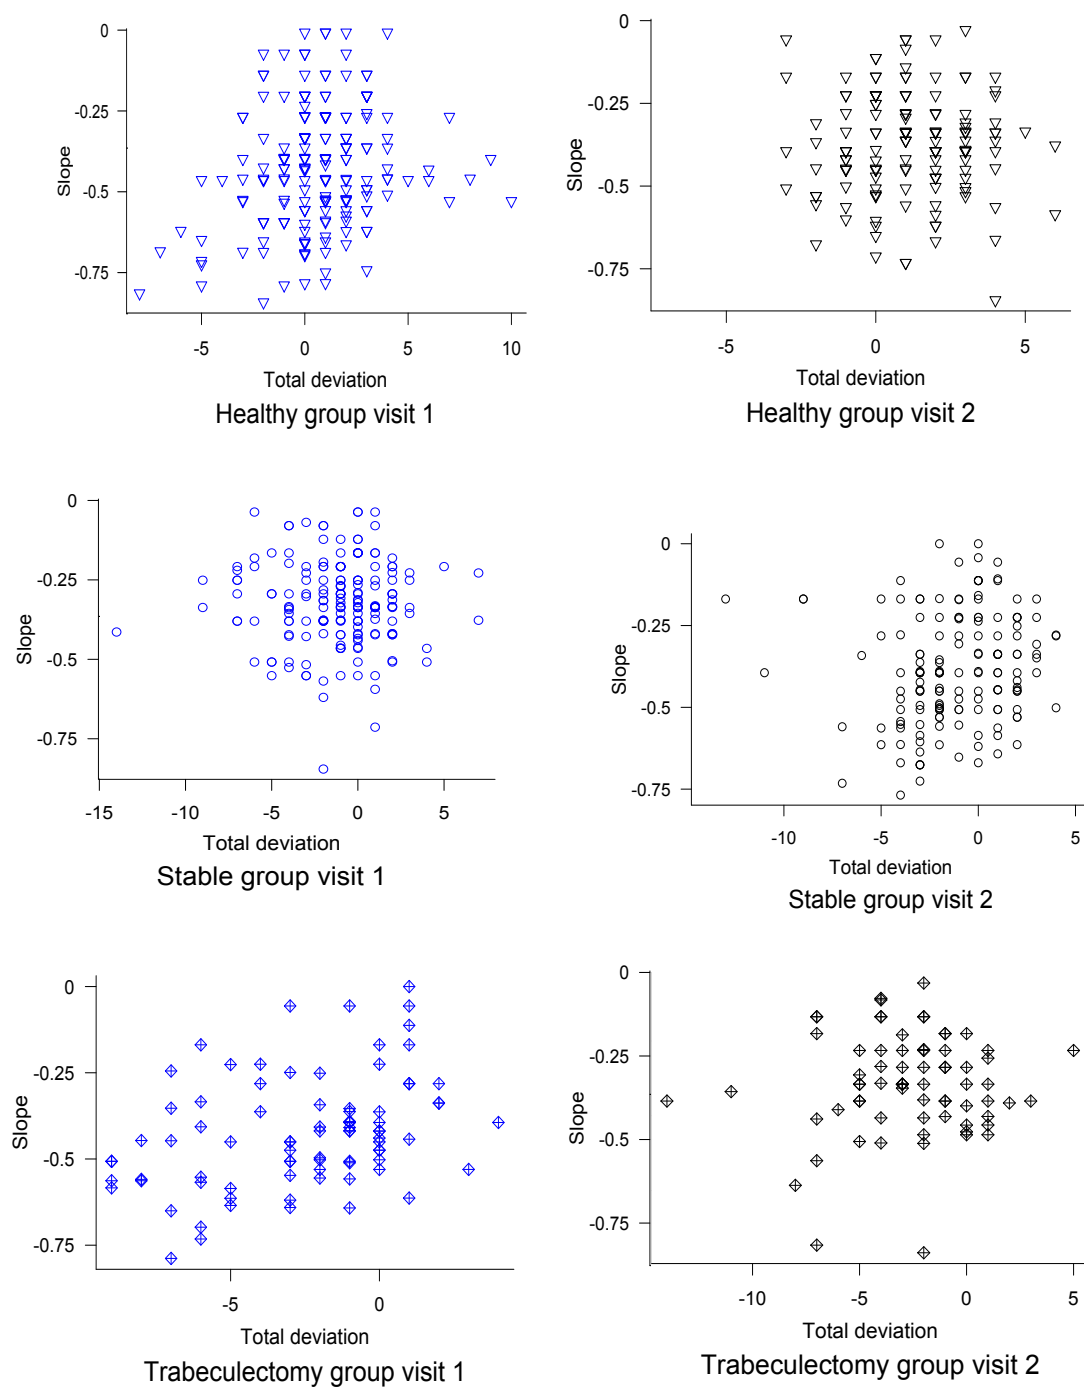 0
-0.25
-0.5
-0.75
Slope
-5
0
5
10
Total deviation
Healthy group visit 1
0
-0.25
-0.5
-0.75
Slope
-5
0
5
Total deviation
Healthy group visit 2
0
-0.25
-0.5
-0.75
Slope
-15
-10
-5
0
5
Total deviation
Stable group visit 1
0
-0.25
-0.5
-0.75
Slope
-10
-5
0
5
Total deviation
Stable group visit 2
0
-0.25
-0.5
-0.75
Slope
-5
0
Total deviation
Trabeculectomy group visit 1
0
-0.25
-0.5
-0.75
Slope
-10
-5
0
5
Total deviation
Trabeculectomy group visit 2